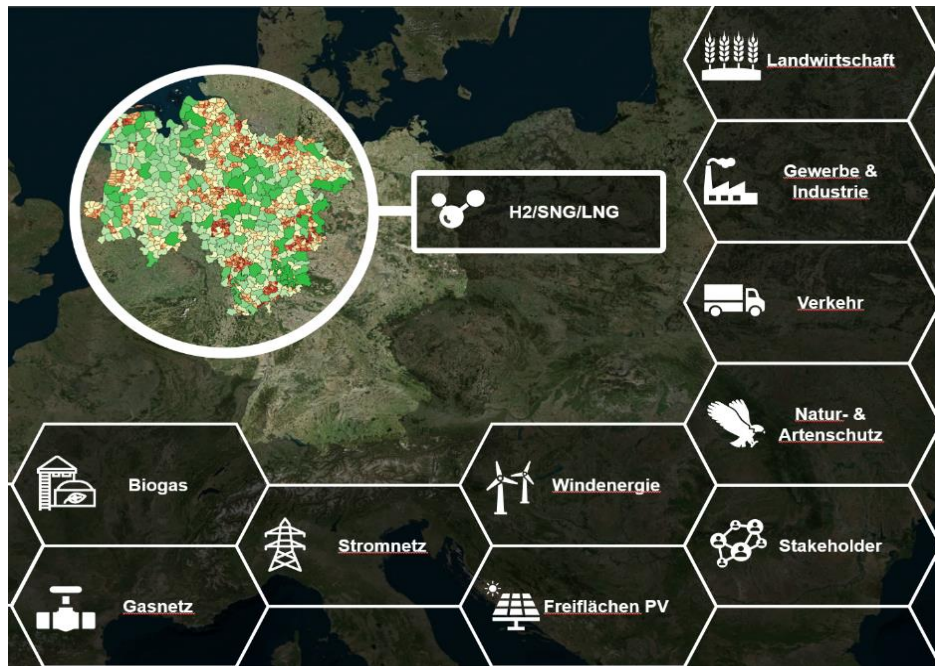 Landwirtschaft
Gewerbe &
Industrie
H2/SNG/LNG
Verkehr
Natur- &
Artenschutz
Biogas
Windenergie
Stromnetz
Stakeholder
Gasnetz
Freiflächen PV